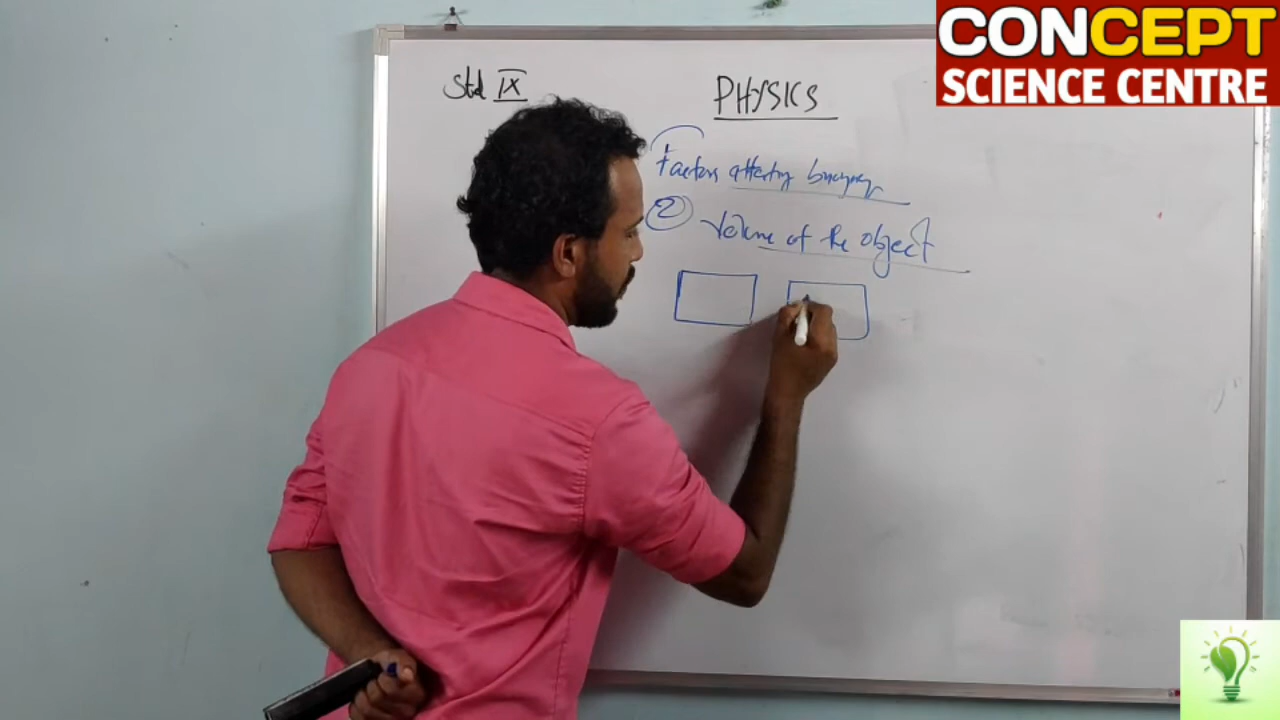 CONCEPT
SCIENCE CENTRE
Std IX
PHYSICS
Factors affecting buoyancy
2 Volume of the object